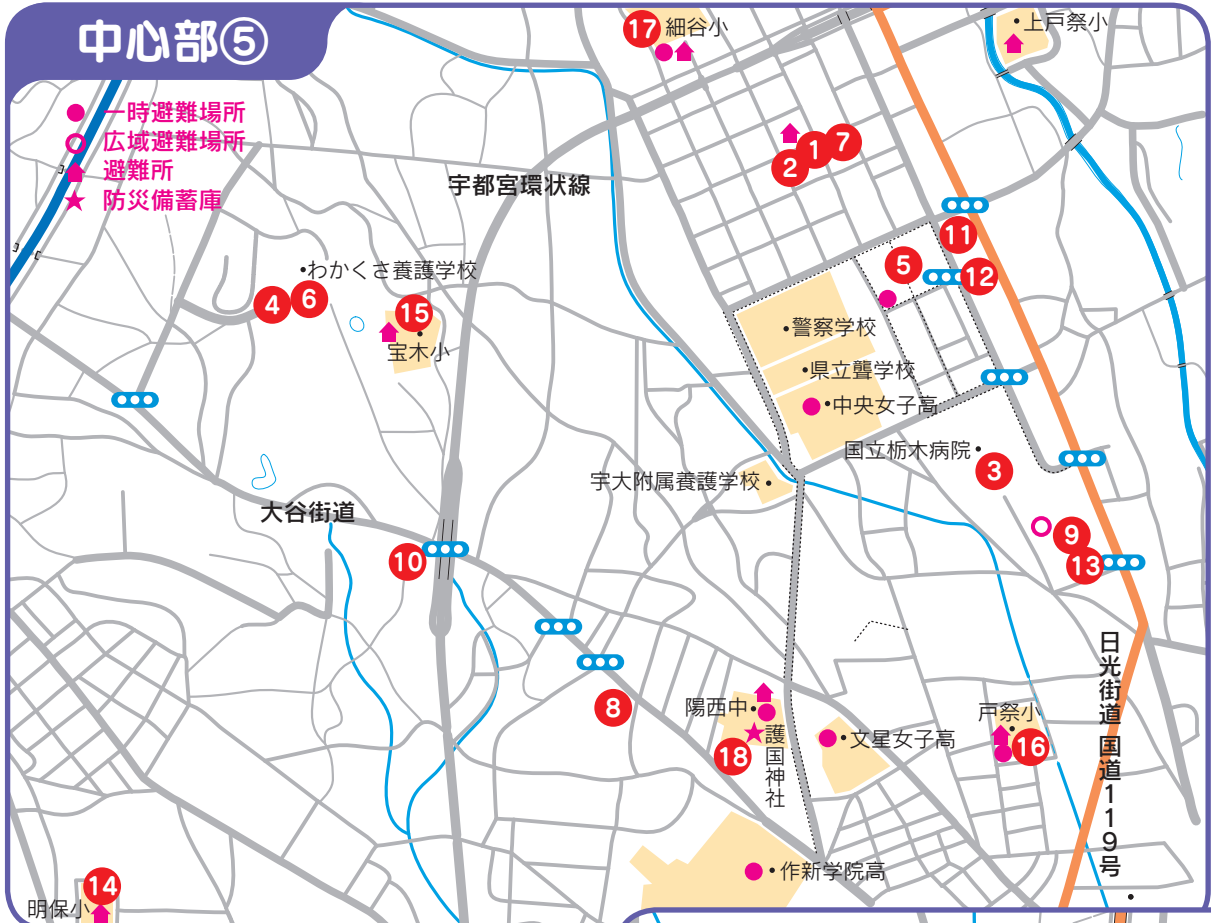 中心部⑤
一時避難場所
広域避難場所
避難所
防災備蓄庫
17 細谷小
上戸祭小
宇都宮環状線
2 1 7
わかくさ養護学校
4 6
15
宝木小
11
5
12
警察学校
県立聾学校
中央女子高
国立栃木病院
3
宇大附属養護学校
大谷街道
10
9
13
8
陽西中
18
護国神社
文星女子高
戸祭小
16
日光街道 国道119号
作新学院高
14
明保小